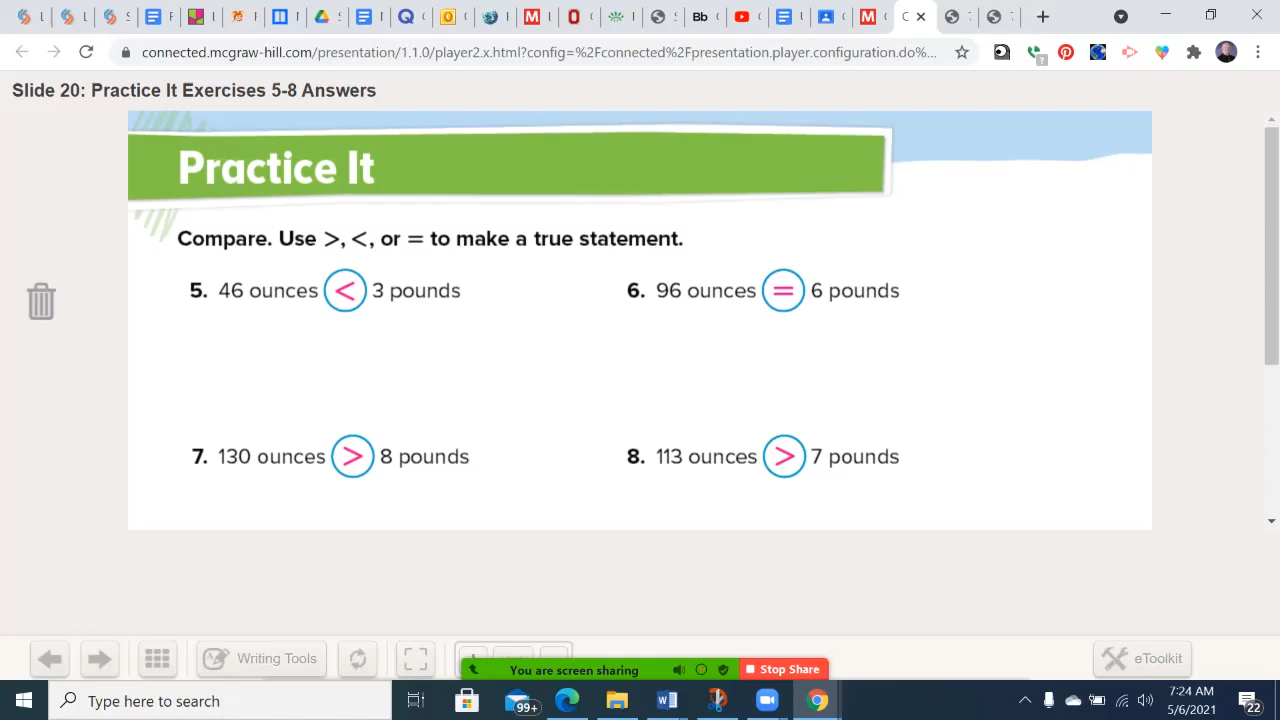 connected.mcgraw-hill.com/presentation/1.1.0/player2.x.html?config=%2Fconnected%2Fpresentation.player.configuration.do%...
Slide 20: Practice It Exercises 5-8 Answers
Practice It
Compare. Use >, <, or = to make a true statement.
5. 46 ounces < 3 pounds
6. 96 ounces = 6 pounds
7. 130 ounces > 8 pounds
8. 113 ounces > 7 pounds
Writing Tools
eToolkit
You are screen sharing
Stop Share
Type here to search
99+
7:24 AM
5/6/2021
22